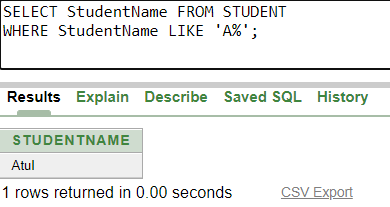 SELECT StudentName FROM STUDENT
WHERE StudentName LIKE 'A%';
Results Explain Describe Saved SQL History
STUDENTNAME
Atul
1 rows returned in 0.00 seconds CSV Export